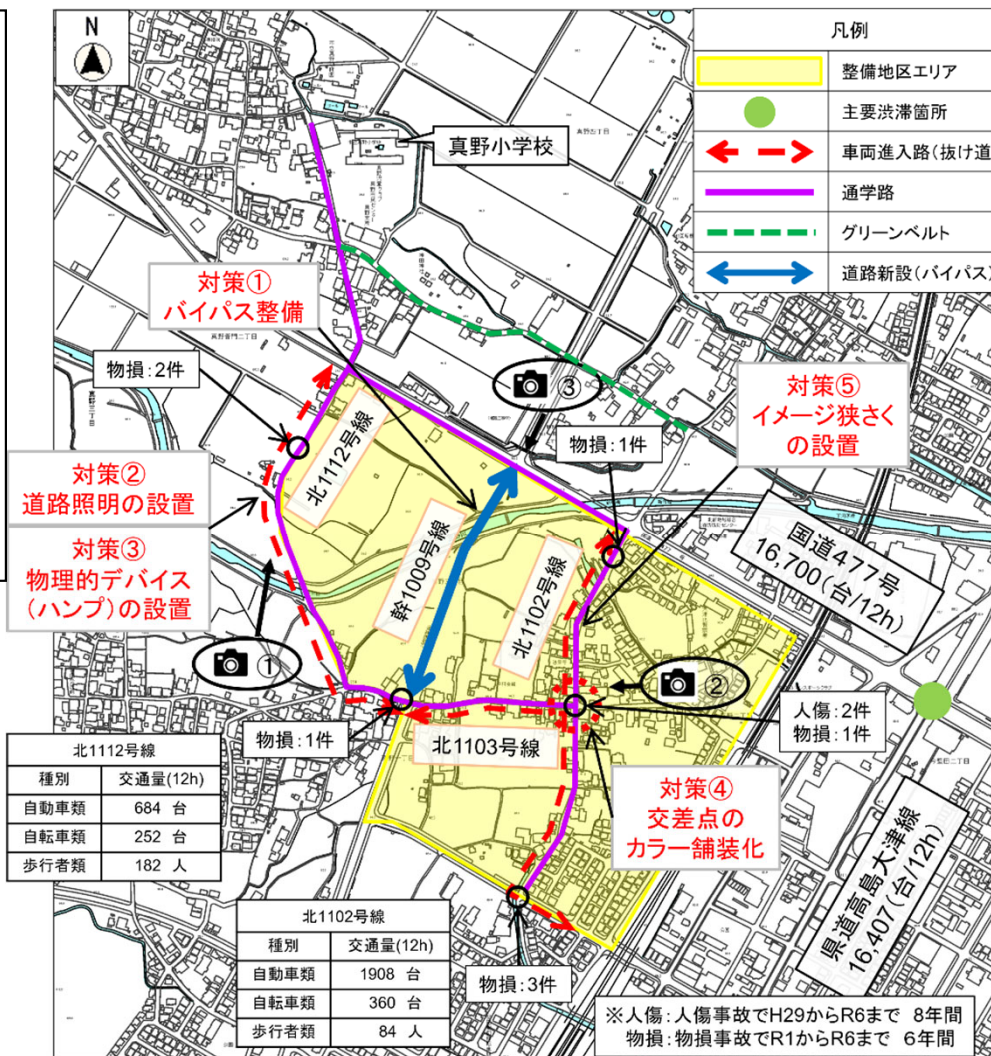 N
凡例
整備地区エリア
主要渋滞箇所
車両進入路(抜け道
通学路
グリーンベルト
道路新設(バイパス)
真野小学校
対策①
バイパス整備
物損:2件
③
対策⑤
イメージ狭さく
の設置
物損:1件
北1112号線
対策②
道路照明の設置
対策③
物理的デバイス
(ハンプ)の設置
国道477号
16,700(台/12h)
幹1009号線
北1102号線
①
②
人傷:2件
物損:1件
物損:1件
北1103号線
対策④
交差点の
カラー舗装化
県道高島大津線
16,407(台/12h)
北1112号線
種別 交通量(12h)
自動車類 684 台
自転車類 252 台
歩行者類 182 人
北1102号線
種別 交通量(12h)
自動車類 1908 台
自転車類 360 台
歩行者類 84 人
物損:3件
※人傷:人傷事故でH29からR6まで 8年間
物損:物損事故でR1からR6まで 6年間